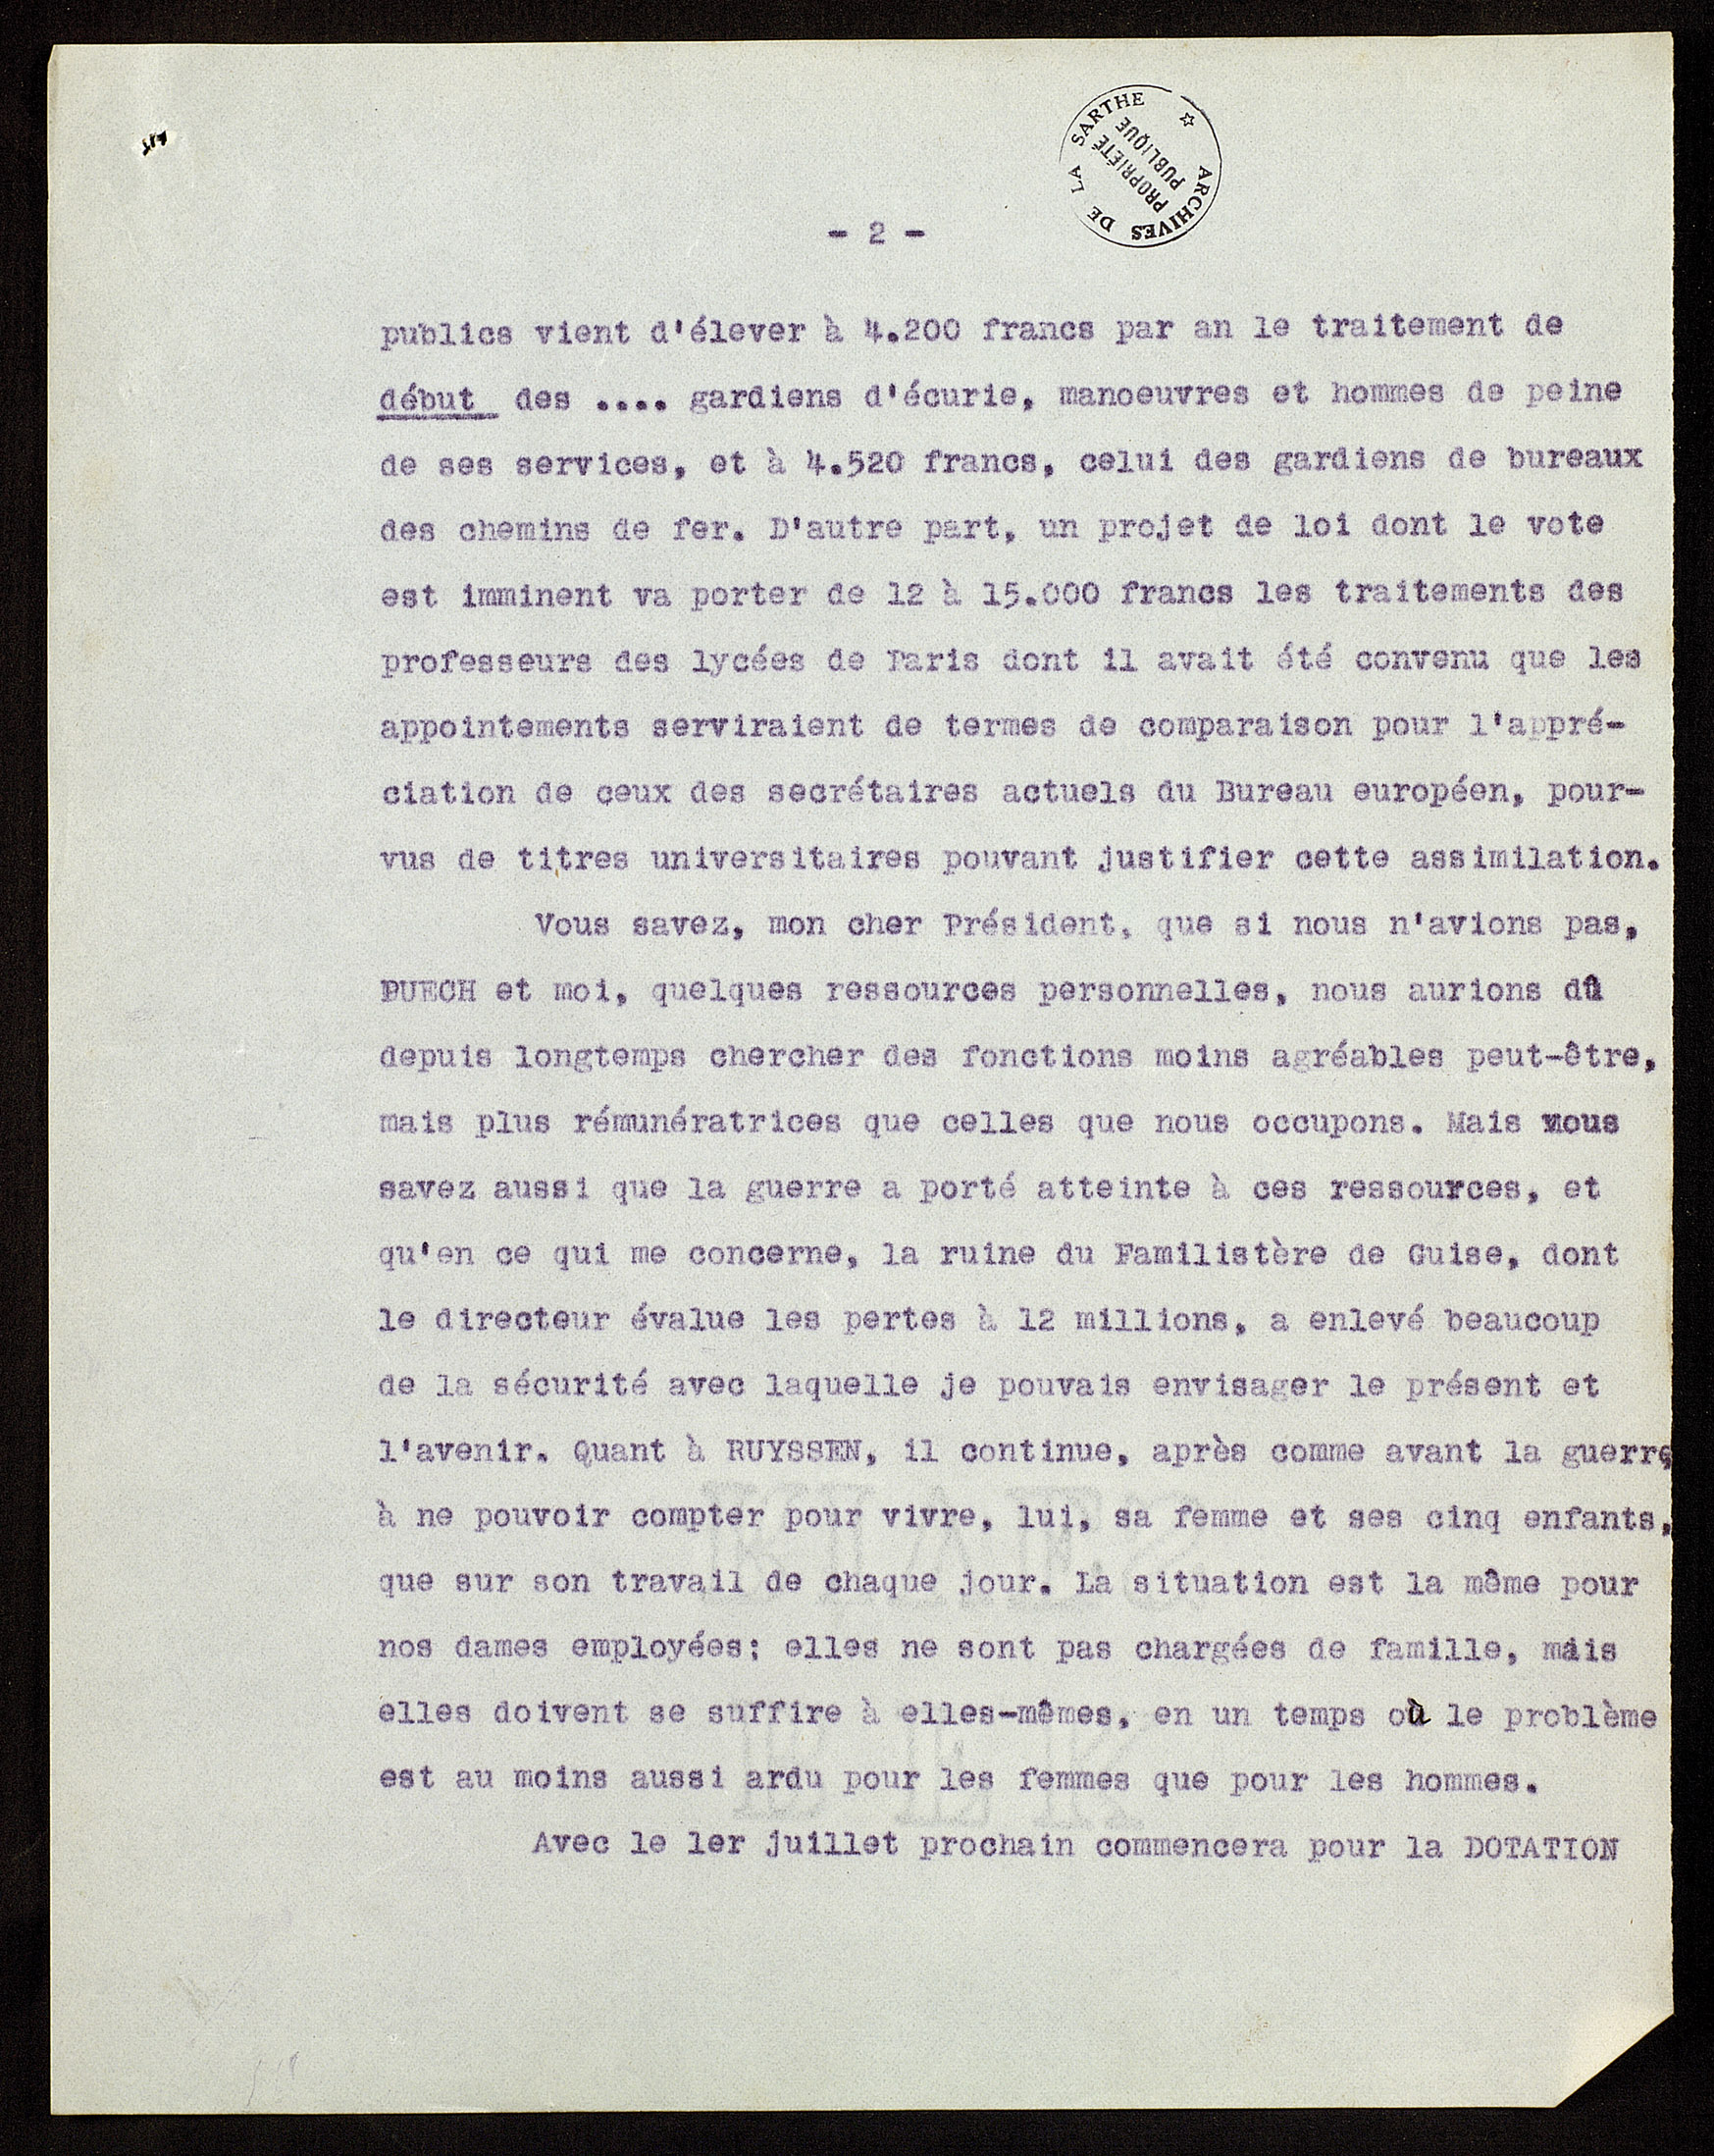 ARCHIVES DE LA SARTHE
PROPRIÉTÉ
PUBLIQUE
- 2 -
publics vient d'élever à 4.200 francs par an le traitement de
début des .... gardiens d'écurie, manoeuvres et hommes de peine
de ses services, et à 4.520 francs, celui des gardiens de bureaux
des chemins de fer. D'autre part, un projet de loi dont le vote
est imminent va porter de 12 à 15.000 francs les traitements des
professeurs des lycées de Paris dont il avait été convenu que les
appointements serviraient de termes de comparaison pour l'appré-
ciation de ceux des secrétaires actuels du Bureau européen, pour-
vus de titres universitaires pouvant justifier cette assimilation.
Vous savez, mon cher Président, que si nous n'avions pas,
PUECH et moi, quelques ressources personnelles, nous aurions dû
depuis longtemps chercher des fonctions moins agréables peut-être,
mais plus rémunératrices que celles que nous occupons. Mais vous
savez aussi que la guerre a porté atteinte à ces ressources, et
qu'en ce qui me concerne, la ruine du Familistère de Guise, dont
le directeur évalue les pertes à 12 millions, a enlevé beaucoup
de la sécurité avec laquelle je pouvais envisager le présent et
l'avenir. Quant à RUYSSEN, il continue, après comme avant la guerre
à ne pouvoir compter pour vivre, lui, sa femme et ses cinq enfants,
que sur son travail de chaque jour. La situation est la même pour
nos dames employées: elles ne sont pas chargées de famille, mais
elles doivent se suffire à elles-mêmes, en un temps où le problème
est au moins aussi ardu pour les femmes que pour les hommes.
Avec le 1er juillet prochain commencera pour la DOTATION